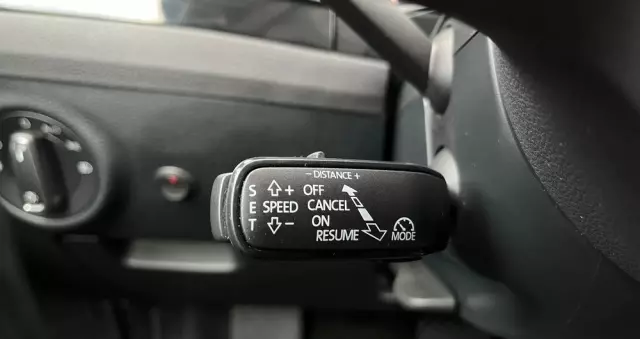 − DISTANCE +
S + OFF
E SPEED CANCEL
T − ON
RESUME MODE